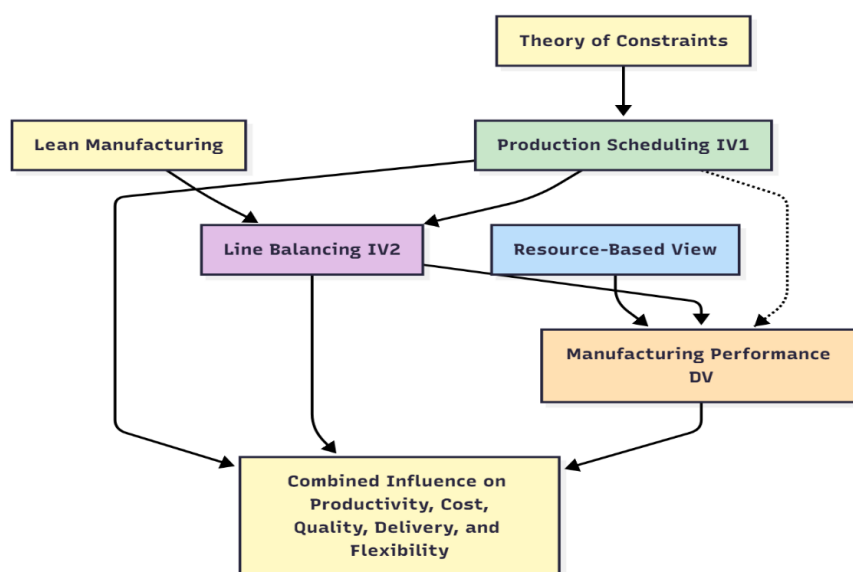 Theory of Constraints
Lean Manufacturing
Production Scheduling IV1
Line Balancing IV2
Resource-Based View
Manufacturing Performance
DV
Combined Influence on
Productivity, Cost,
Quality, Delivery, and
Flexibility